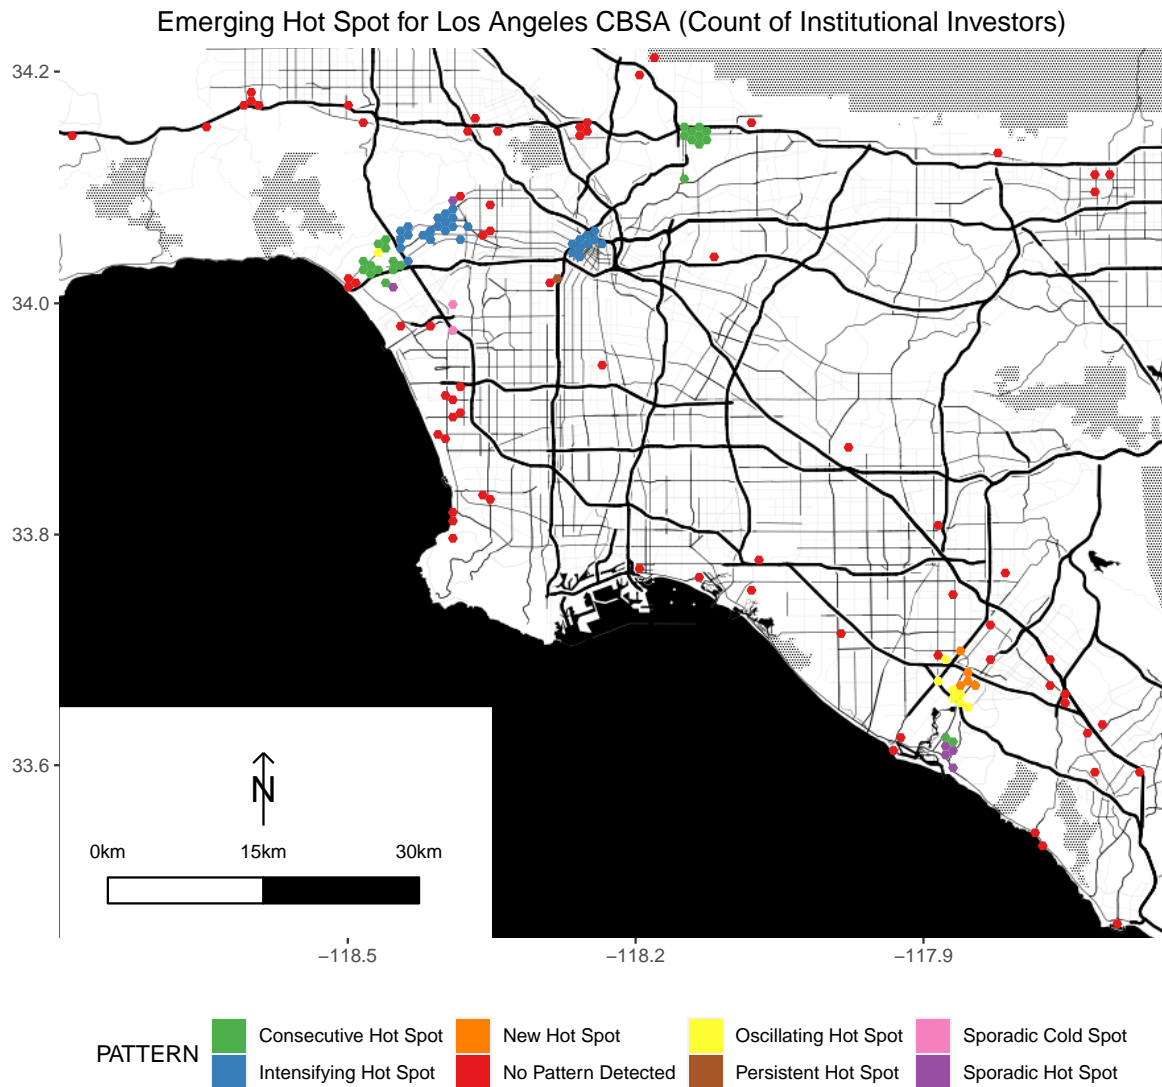 Emerging Hot Spot for Los Angeles CBSA (Count of Institutional Investors)
34.2
34.0
33.8
33.6
N
0km 15km 30km
−118.5 −118.2 −117.9
PATTERN
Consecutive Hot Spot New Hot Spot Oscillating Hot Spot Sporadic Cold Spot
Intensifying Hot Spot No Pattern Detected Persistent Hot Spot Sporadic Hot Spot